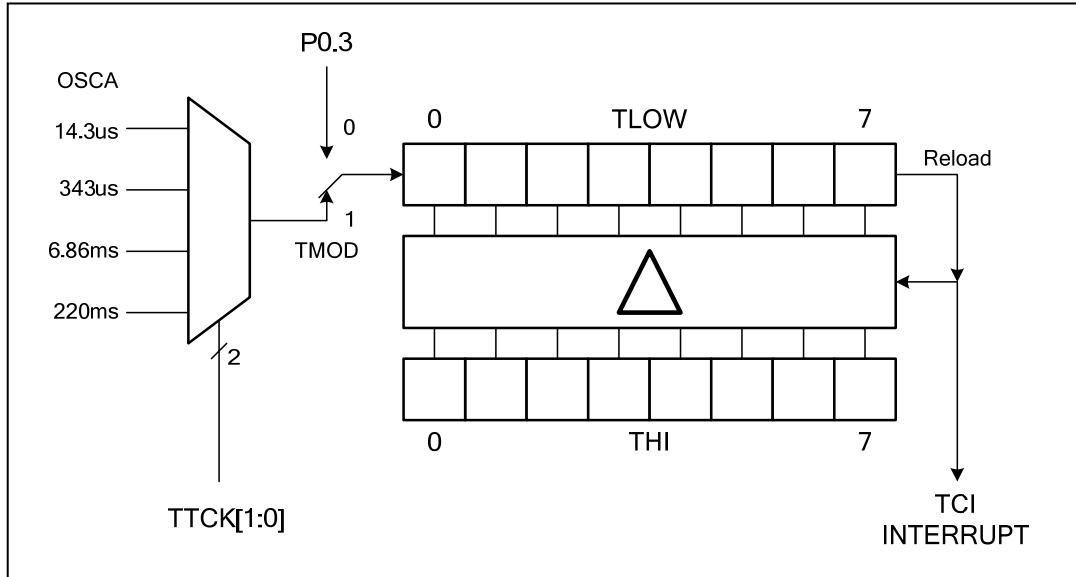 P0.3
OSCA
14.3us
343us
6.86ms
220ms
0
1
TMOD
2
TTCK[1:0]
0 TLOW 7
Reload
0 THI 7
TCI
INTERRUPT